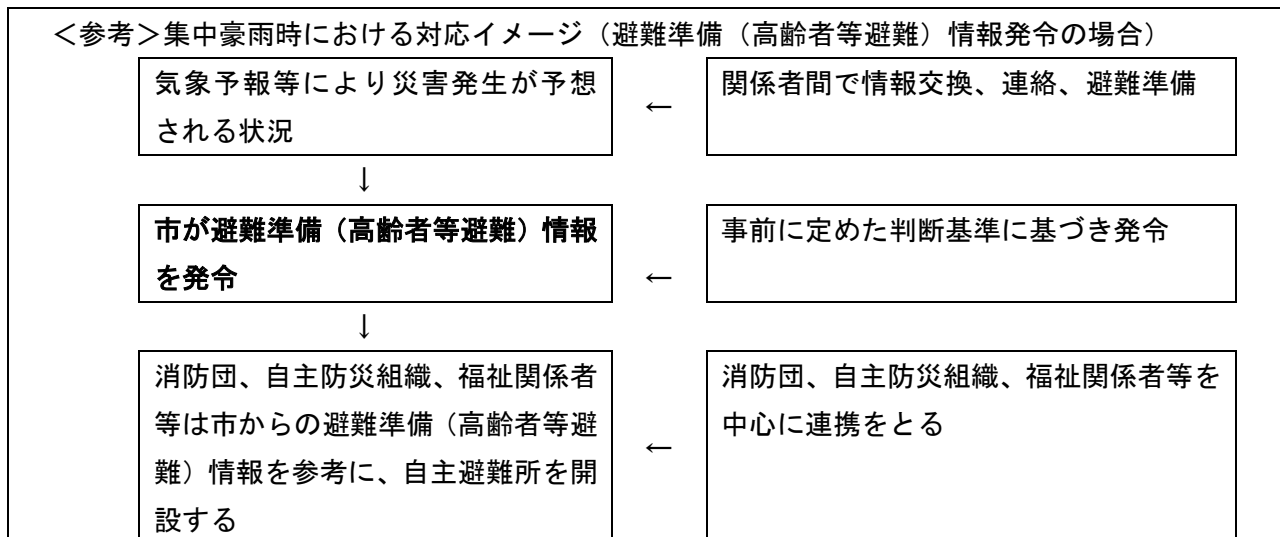 ＜参考＞集中豪雨時における対応イメージ（避難準備（高齢者等避難）情報発令の場合）
気象予報等により災害発生が予想
される状況
←
関係者間で情報交換、連絡、避難準備
↓
市が避難準備（高齢者等避難）情報
を発令
←
事前に定めた判断基準に基づき発令
↓
消防団、自主防災組織、福祉関係者
等は市からの避難準備（高齢者等避
難）情報を参考に、自主避難所を開
設する
←
消防団、自主防災組織、福祉関係者等を
中心に連携をとる